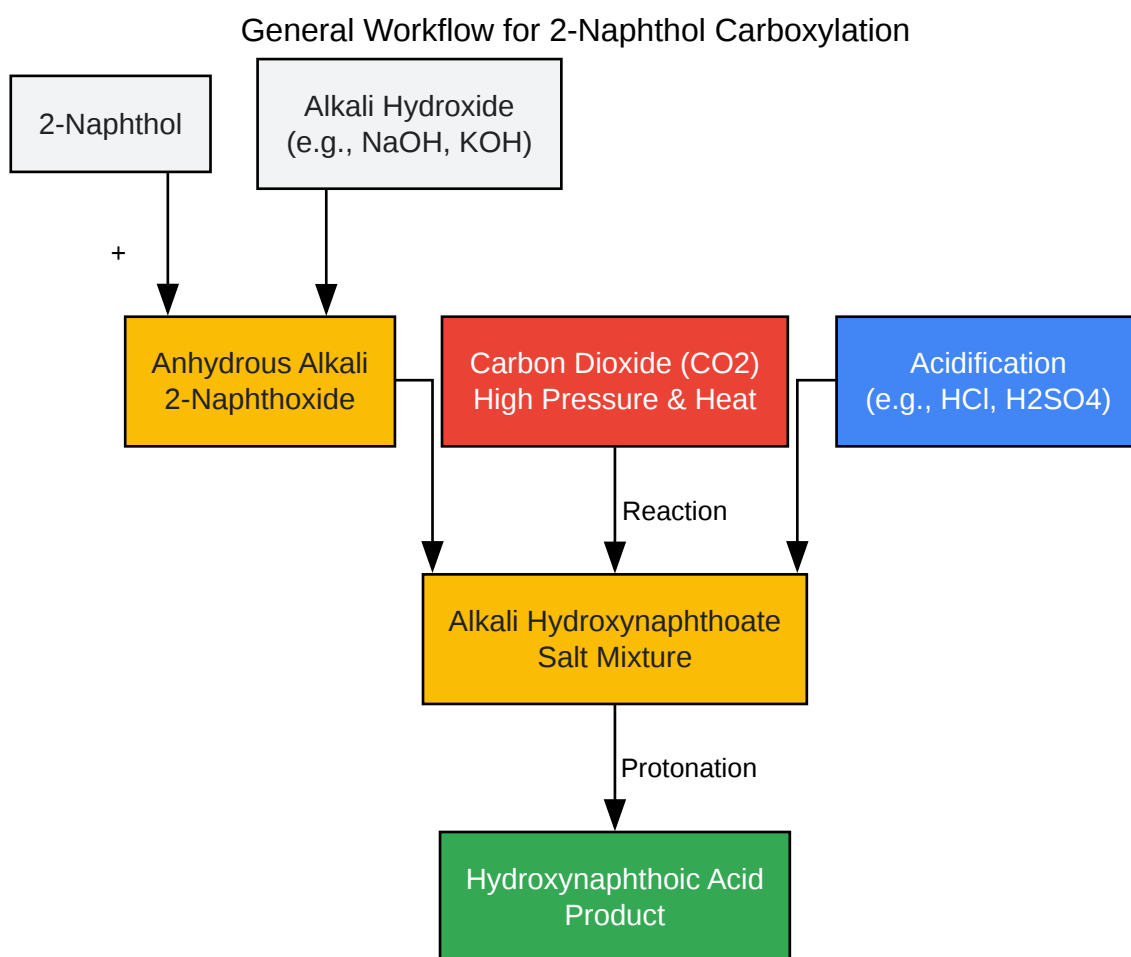 General Workflow for 2-Naphthol Carboxylation
2-Naphthol
Alkali Hydroxide
(e.g., NaOH, KOH)
+
Anhydrous Alkali
2-Naphthoxide
Carbon Dioxide (CO2)
High Pressure & Heat
Acidification
(e.g., HCl, H2SO4)
Reaction
Alkali Hydroxynaphthoate
Salt Mixture
Protonation
Hydroxynaphthoic Acid
Product